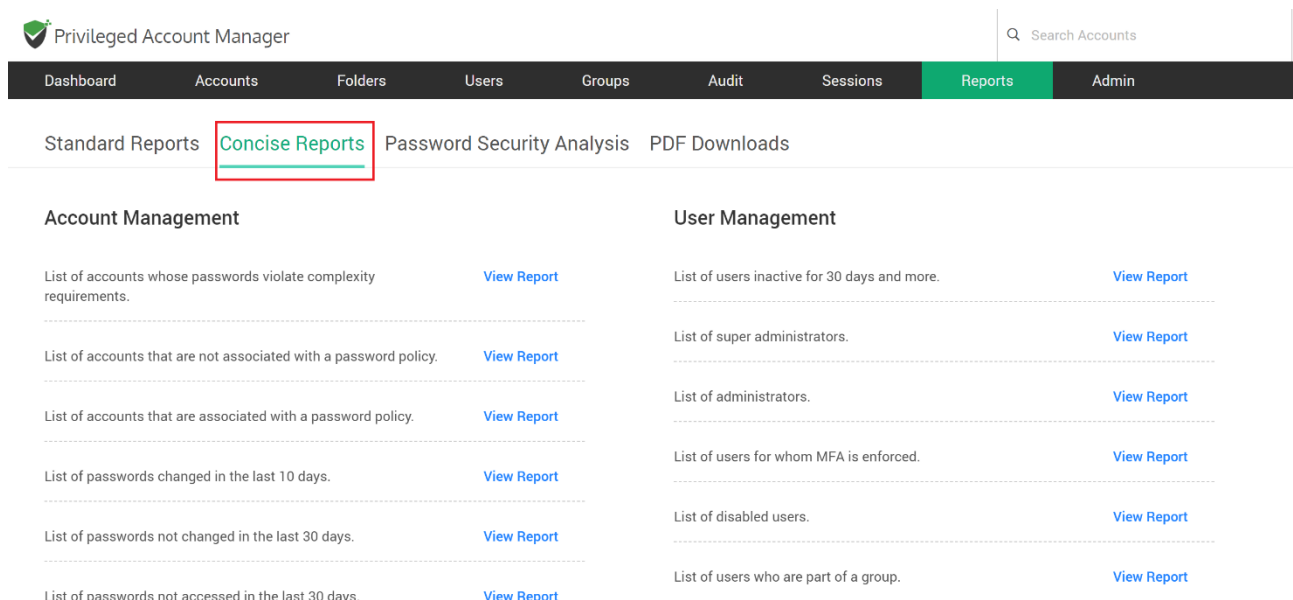 Privileged Account Manager
Search Accounts
Dashboard Accounts Folders Users Groups Audit Sessions Reports Admin
Standard Reports Concise Reports Password Security Analysis PDF Downloads
Account Management
List of accounts whose passwords violate complexity
requirements.
View Report
List of accounts that are not associated with a password policy. View Report
List of accounts that are associated with a password policy. View Report
List of passwords changed in the last 10 days. View Report
List of passwords not changed in the last 30 days. View Report
List of passwords not accessed in the last 30 days. View Report
User Management
List of users inactive for 30 days and more. View Report
List of super administrators. View Report
List of administrators. View Report
List of users for whom MFA is enforced. View Report
List of disabled users. View Report
List of users who are part of a group. View Report